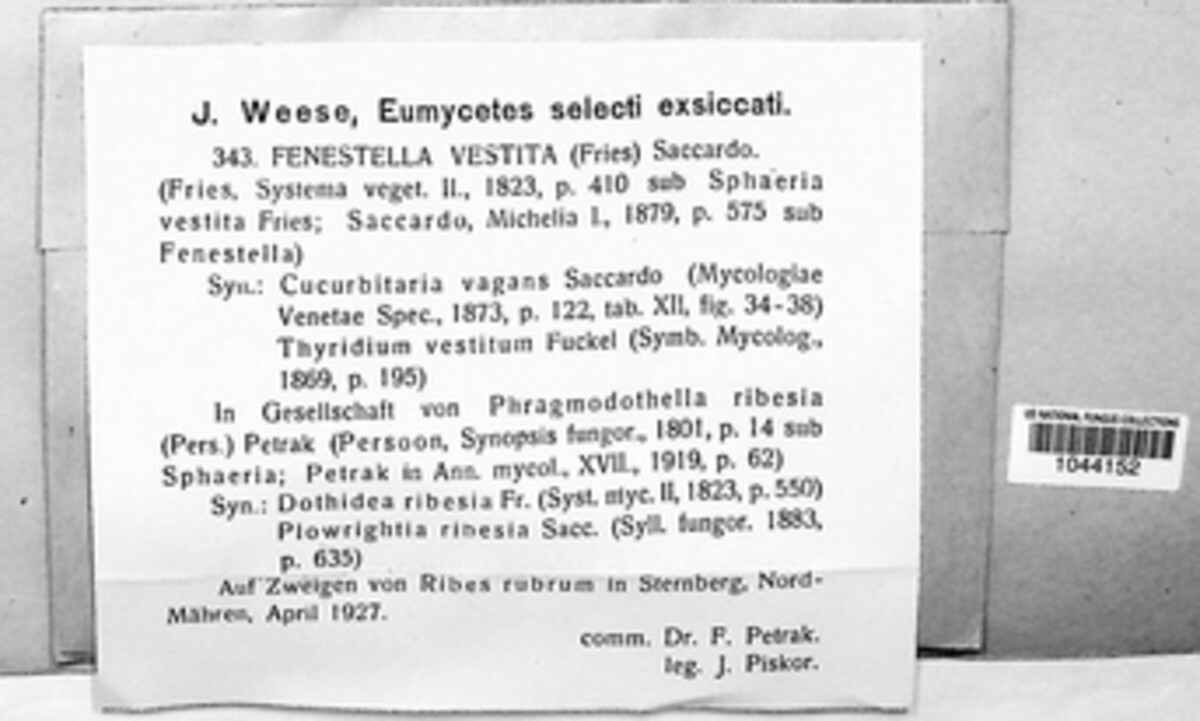 J. Weese, Eumycetes selecti exsiccati.
343. FENESTELLA VESTITA (Fries) Saccardo.
(Fries, Systema veget. II., 1823, p. 410 sub Sphaeria
vestita Fries; Saccardo, Michelia I., 1879, p. 575 sub
Fenestella)
Syn.: Cucurbitaria vagans Saccardo (Mycologiae
Venetae Spec., 1873, p. 122, tab. XII, fig. 34-38)
Thyridium vestitum Fuckel (Symb. Mycolog.,
1869, p. 195)
In Gesellschaft von Phragmodothella ribesia
(Pers.) Petrak (Persoon, Synopsis fungor., 1801, p. 14 sub
Sphaeria; Petrak in Ann. mycol., XVII., 1919, p. 62)
Syn.: Dothidea ribesia Fr. (Syst. myc. II, 1823, p. 550)
Plowrightia ribesia Sacc. (Syll. fungor. 1883,
p. 635)
Auf Zweigen von Ribes rubrum in Sternberg, Nord-
Mähren, April 1927.
comm. Dr. F. Petrak.
leg. J. Piskor.
US NATIONAL FUNGUS COLLECTIONS
1044152